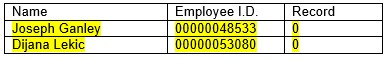 Name Employee I.D. Record
Joseph Ganley 00000048533 0
Dijana Lekic 00000053080 0